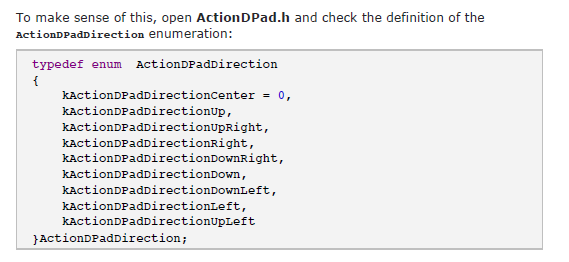 To make sense of this, open ActionDPad.h and check the definition of the
ActionDPadDirection enumeration:
typedef enum  ActionDPadDirection
{
    kActionDPadDirectionCenter = 0,
    kActionDPadDirectionUp,
    kActionDPadDirectionUpRight,
    kActionDPadDirectionRight,
    kActionDPadDirectionDownRight,
    kActionDPadDirectionDown,
    kActionDPadDirectionDownLeft,
    kActionDPadDirectionLeft,
    kActionDPadDirectionUpLeft
}ActionDPadDirection;